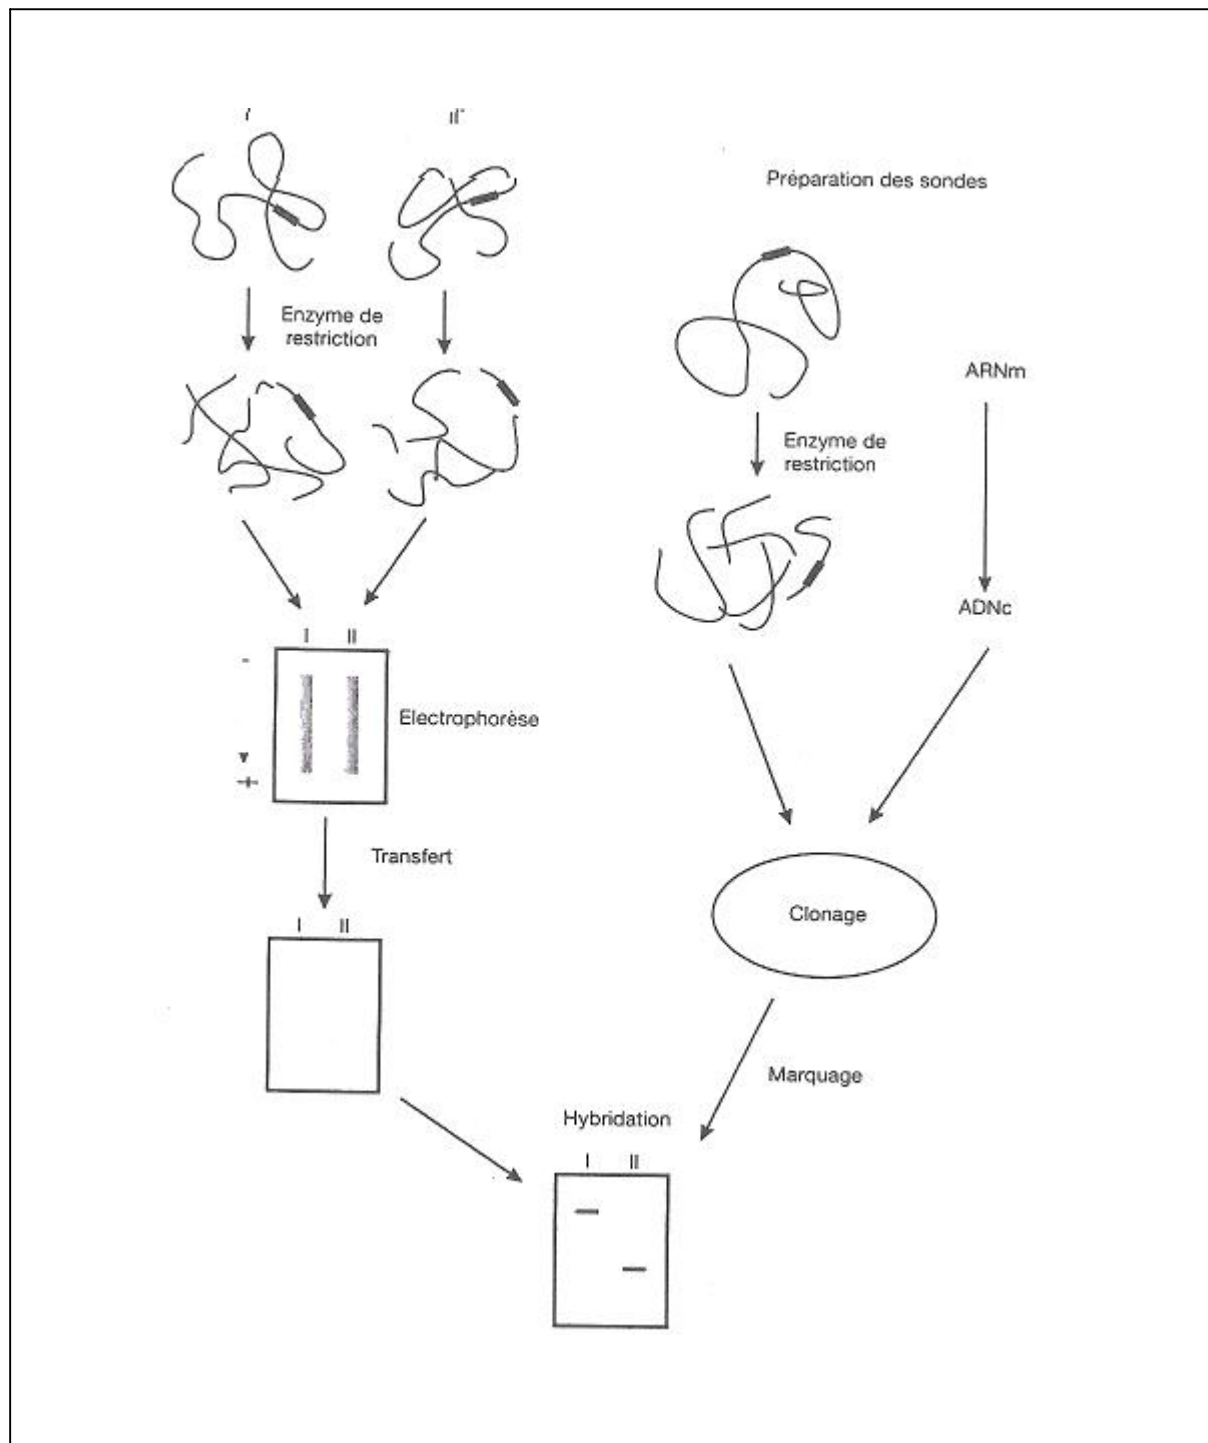 I
II
Préparation des sondes
Enzyme de
restriction
ARNm
Enzyme de
restriction
ADNc
I II
-
Electrophorèse
+
Transfert
I II
Clonage
Marquage
Hybridation
I II